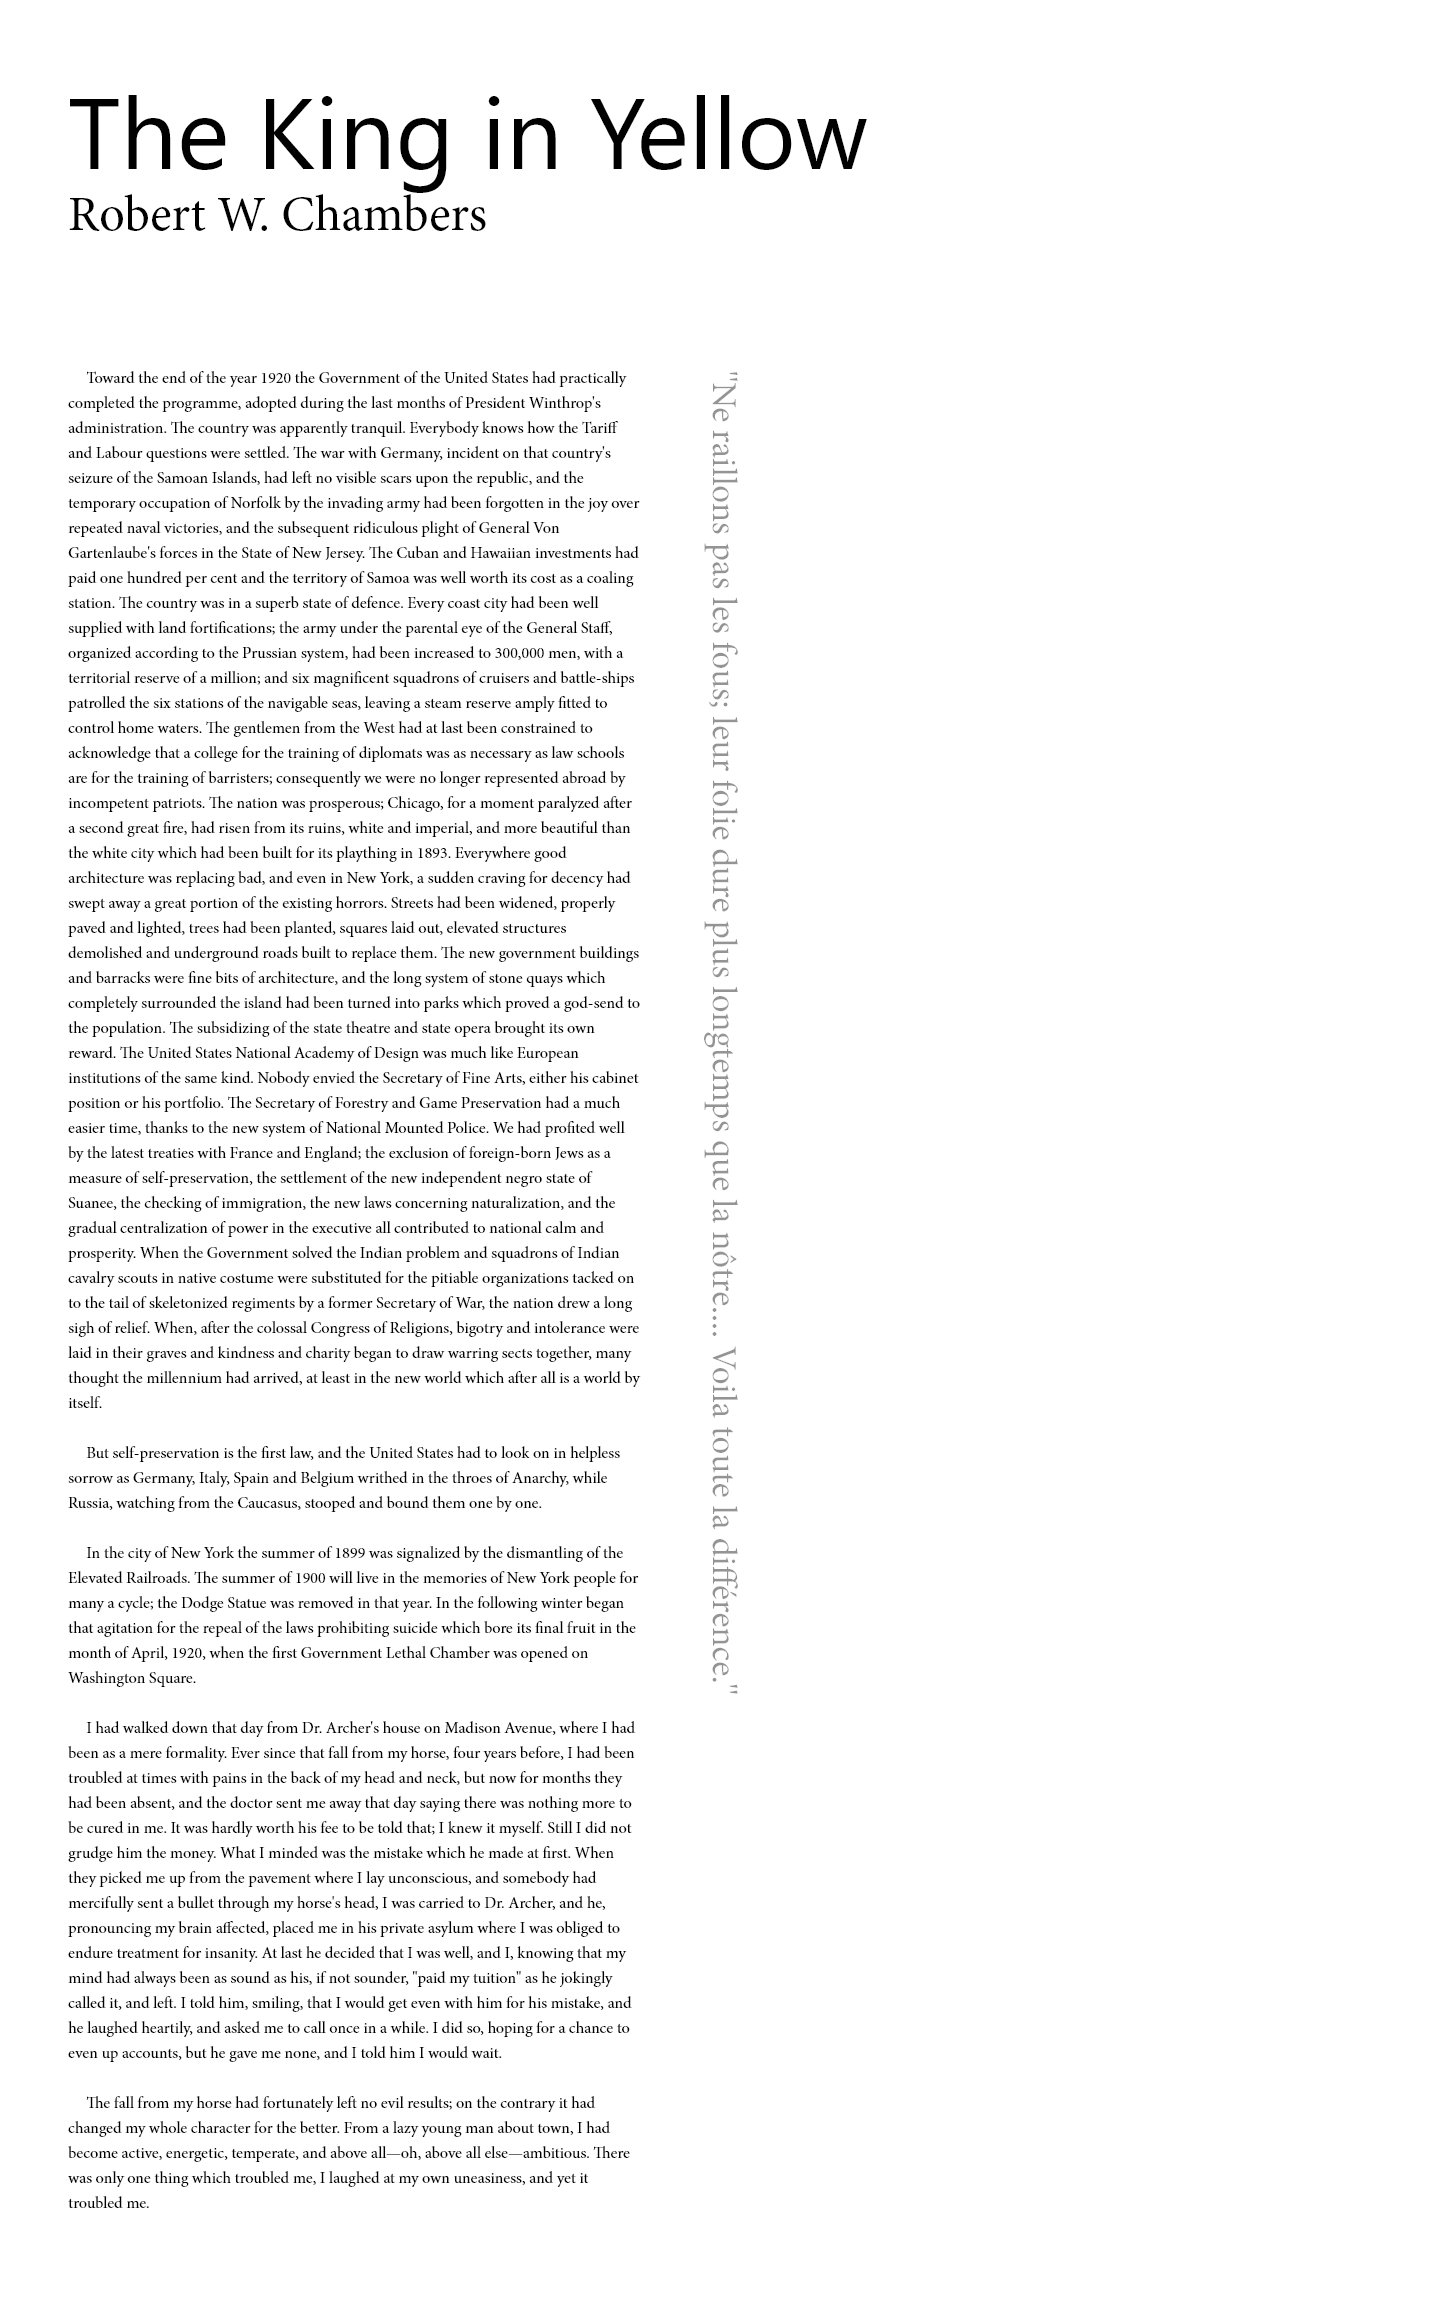 The King in Yellow
Robert W. Chambers
Toward the end of the year 1920 the Government of the United States had practically
completed the programme, adopted during the last months of President Winthrop's
administration. The country was apparently tranquil. Everybody knows how the Tariff
and Labour questions were settled. The war with Germany, incident on that country's
seizure of the Samoan Islands, had left no visible scars upon the republic, and the
temporary occupation of Norfolk by the invading army had been forgotten in the joy over
repeated naval victories, and the subsequent ridiculous plight of General Von
Gartenlaube's forces in the State of New Jersey. The Cuban and Hawaiian investments had
paid one hundred per cent and the territory of Samoa was well worth its cost as a coaling
station. The country was in a superb state of defence. Every coast city had been well
supplied with land fortifications; the army under the parental eye of the General Staff,
organized according to the Prussian system, had been increased to 300,000 men, with a
territorial reserve of a million; and six magnificent squadrons of cruisers and battle-ships
patrolled the six stations of the navigable seas, leaving a steam reserve amply fitted to
control home waters. The gentlemen from the West had at last been constrained to
acknowledge that a college for the training of diplomats was as necessary as law schools
are for the training of barristers; consequently we were no longer represented abroad by
incompetent patriots. The nation was prosperous; Chicago, for a moment paralyzed after
a second great fire, had risen from its ruins, white and imperial, and more beautiful than
the white city which had been built for its plaything in 1893. Everywhere good
architecture was replacing bad, and even in New York, a sudden craving for decency had
swept away a great portion of the existing horrors. Streets had been widened, properly
paved and lighted, trees had been planted, squares laid out, elevated structures
demolished and underground roads built to replace them. The new government buildings
and barracks were fine bits of architecture, and the long system of stone quays which
completely surrounded the island had been turned into parks which proved a god-send to
the population. The subsidizing of the state theatre and state opera brought its own
reward. The United States National Academy of Design was much like European
institutions of the same kind. Nobody envied the Secretary of Fine Arts, either his cabinet
position or his portfolio. The Secretary of Forestry and Game Preservation had a much
easier time, thanks to the new system of National Mounted Police. We had profited well
by the latest treaties with France and England; the exclusion of foreign-born Jews as a
measure of self-preservation, the settlement of the new independent negro state of
Suanee, the checking of immigration, the new laws concerning naturalization, and the
gradual centralization of power in the executive all contributed to national calm and
prosperity. When the Government solved the Indian problem and squadrons of Indian
cavalry scouts in native costume were substituted for the pitiable organizations tacked on
to the tail of skeletonized regiments by a former Secretary of War, the nation drew a long
sigh of relief. When, after the colossal Congress of Religions, bigotry and intolerance were
laid in their graves and kindness and charity began to draw warring sects together, many
thought the millennium had arrived, at least in the new world which after all is a world by
itself.
But self-preservation is the first law, and the United States had to look on in helpless
sorrow as Germany, Italy, Spain and Belgium writhed in the throes of Anarchy, while
Russia, watching from the Caucasus, stooped and bound them one by one.
In the city of New York the summer of 1899 was signalized by the dismantling of the
Elevated Railroads. The summer of 1900 will live in the memories of New York people for
many a cycle; the Dodge Statue was removed in that year. In the following winter began
that agitation for the repeal of the laws prohibiting suicide which bore its final fruit in the
month of April, 1920, when the first Government Lethal Chamber was opened on
Washington Square.
I had walked down that day from Dr. Archer's house on Madison Avenue, where I had
been as a mere formality. Ever since that fall from my horse, four years before, I had been
troubled at times with pains in the back of my head and neck, but now for months they
had been absent, and the doctor sent me away that day saying there was nothing more to
be cured in me. It was hardly worth his fee to be told that; I knew it myself. Still I did not
grudge him the money. What I minded was the mistake which he made at first. When
they picked me up from the pavement where I lay unconscious, and somebody had
mercifully sent a bullet through my horse's head, I was carried to Dr. Archer, and he,
pronouncing my brain affected, placed me in his private asylum where I was obliged to
endure treatment for insanity. At last he decided that I was well, and I, knowing that my
mind had always been as sound as his, if not sounder, "paid my tuition" as he jokingly
called it, and left. I told him, smiling, that I would get even with him for his mistake, and
he laughed heartily, and asked me to call once in a while. I did so, hoping for a chance to
even up accounts, but he gave me none, and I told him I would wait.
The fall from my horse had fortunately left no evil results; on the contrary it had
changed my whole character for the better. From a lazy young man about town, I had
become active, energetic, temperate, and above all—oh, above all else—ambitious. There
was only one thing which troubled me, I laughed at my own uneasiness, and yet it
troubled me.
"Ne raillons pas les fous; leur folie dure plus longtemps que la nôtre.... Voila toute la différence."